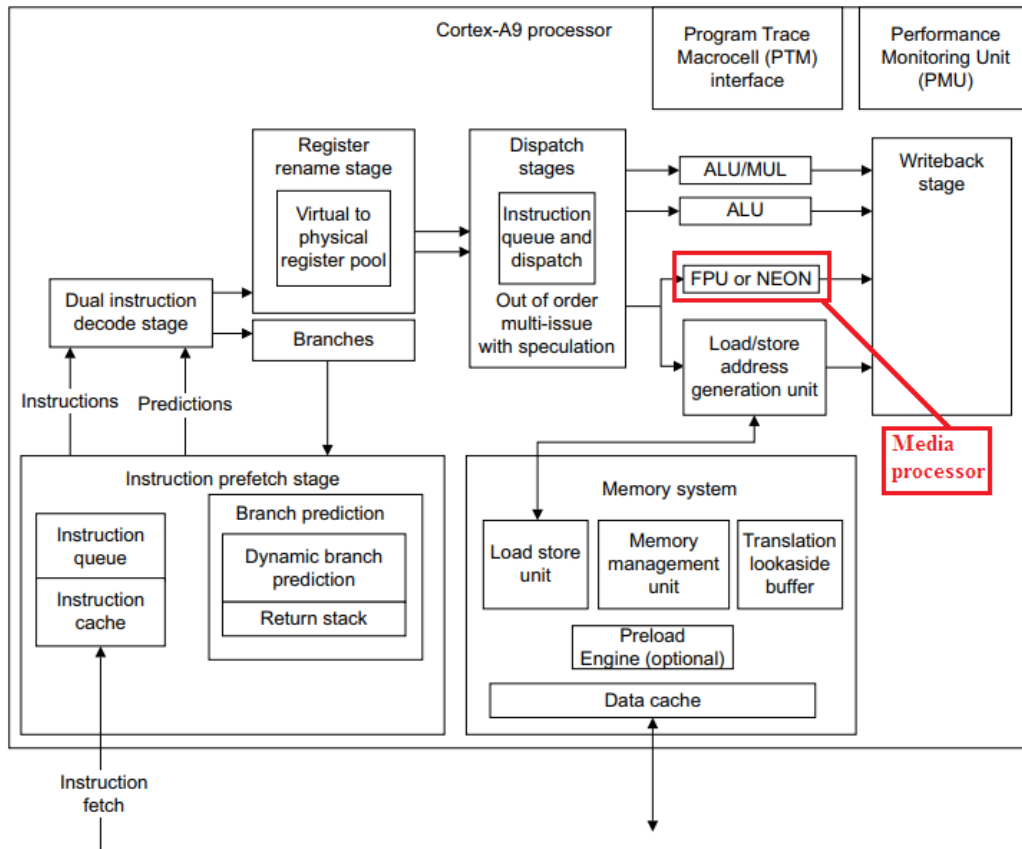 Cortex-A9 processor
Program Trace
Macrocell (PTM)
interface
Performance
Monitoring Unit
(PMU)
Register
rename stage
Virtual to
physical
register pool
Dispatch
stages
Instruction
queue and
dispatch
Out of order
multi-issue
with speculation
ALU/MUL
ALU
FPU or NEON
Load/store
address
generation unit
Writeback
stage
Dual instruction
decode stage
Branches
Instructions
Predictions
Media
processor
Instruction prefetch stage
Instruction
queue
Instruction
cache
Branch prediction
Dynamic branch
prediction
Return stack
Memory system
Load store
unit
Memory
management
unit
Translation
lookaside
buffer
Preload
Engine (optional)
Data cache
Instruction
fetch